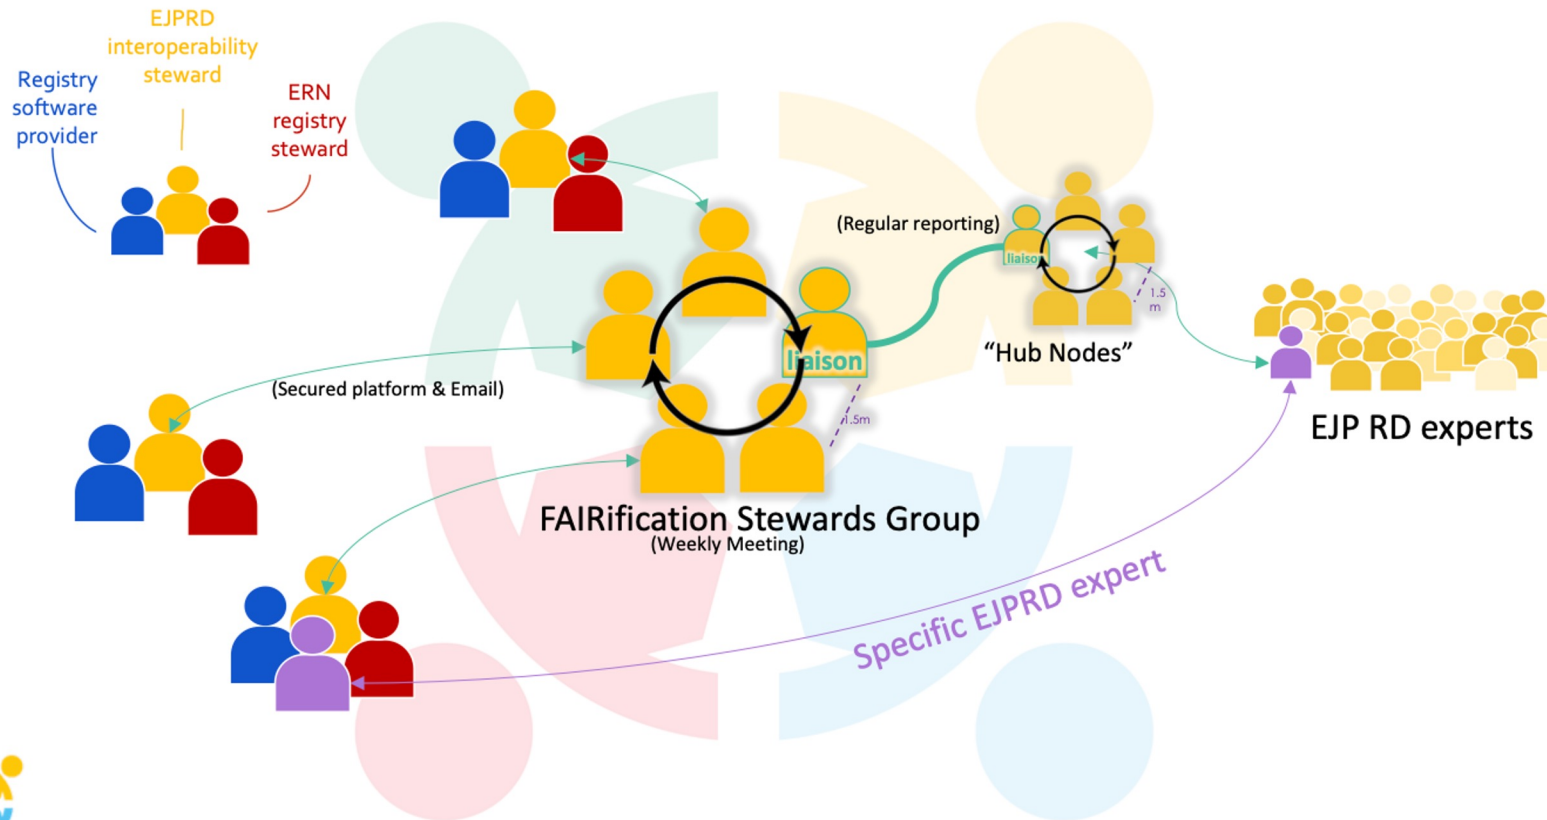 EJPRD
interoperability
steward
Registry
software
provider
ERN
registry
steward
(Regular reporting)
liaison
1.5
m
"Hub Nodes"
(Secured platform & Email)
liaison
1.5m
EJP RD experts
FAIRification Stewards Group
(Weekly Meeting)
Specific EJPRD expert